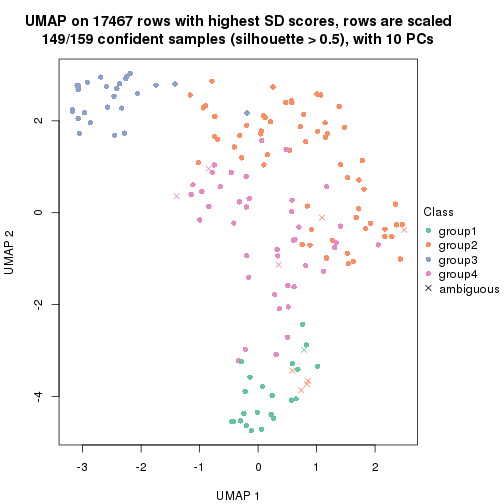 UMAP on 17467 rows with highest SD scores, rows are scaled
149/159 confident samples (silhouette > 0.5), with 10 PCs
2
0
-2
-4
UMAP 2
-3 -2 -1 0 1 2
UMAP 1
Class
group1
group2
group3
group4
ambiguous